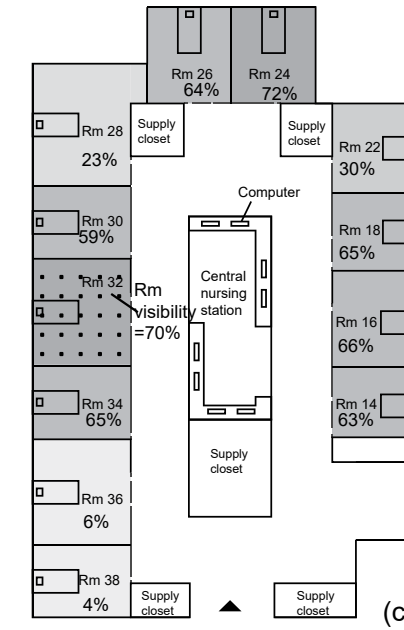 Rm 26
64%
Rm 24
72%
Rm 28
23%
Supply
closet
Supply
closet
Rm 22
30%
Computer
Rm 30
59%
Rm 18
65%
Rm 32
Rm
visibility
=70%
Central
nursing
station
Rm 16
66%
Rm 34
65%
Rm 14
63%
Supply
closet
Rm 36
6%
Rm 38
4%
Supply
closet
Supply
closet
(c